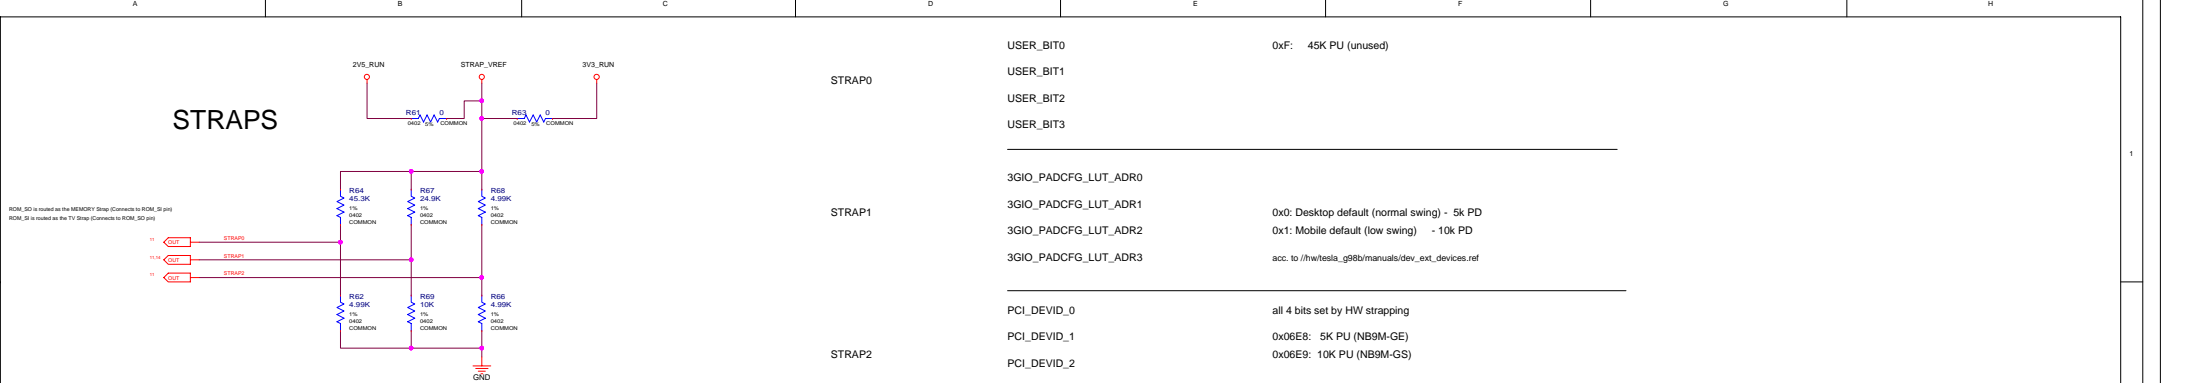 A B C D E F G H
STRAPS
2V5_RUN
STRAP_VREF
3V3_RUN
R61 0
0402 5% COMMON
R63 0
0402 5% COMMON
R64
45.3K
1%
0402
COMMON
R67
24.9K
1%
0402
COMMON
R68
4.99K
1%
0402
COMMON
ROM_SO is routed as the MEMORY Strap (Connects to ROM_SI pin)
ROM_SI is routed as the TV Strap (Connects to ROM_SO pin)
OUT STRAP0
OUT STRAP1
OUT STRAP2
R62
4.99K
1%
0402
COMMON
R69
10K
1%
0402
COMMON
R66
4.99K
1%
0402
COMMON
GND
STRAP0
USER_BIT0
USER_BIT1
USER_BIT2
USER_BIT3
0xF: 45K PU (unused)
STRAP1
3GIO_PADCFG_LUT_ADR0
3GIO_PADCFG_LUT_ADR1
3GIO_PADCFG_LUT_ADR2
3GIO_PADCFG_LUT_ADR3
0x0: Desktop default (normal swing) - 5k PD
0x1: Mobile default (low swing) - 10k PD
acc. to //hw/tesla_g98b/manuals/dev_ext_devices.ref
STRAP2
PCI_DEVID_0
PCI_DEVID_1
PCI_DEVID_2
all 4 bits set by HW strapping
0x06E8: 5K PU (NB9M-GE)
0x06E9: 10K PU (NB9M-GS)
1